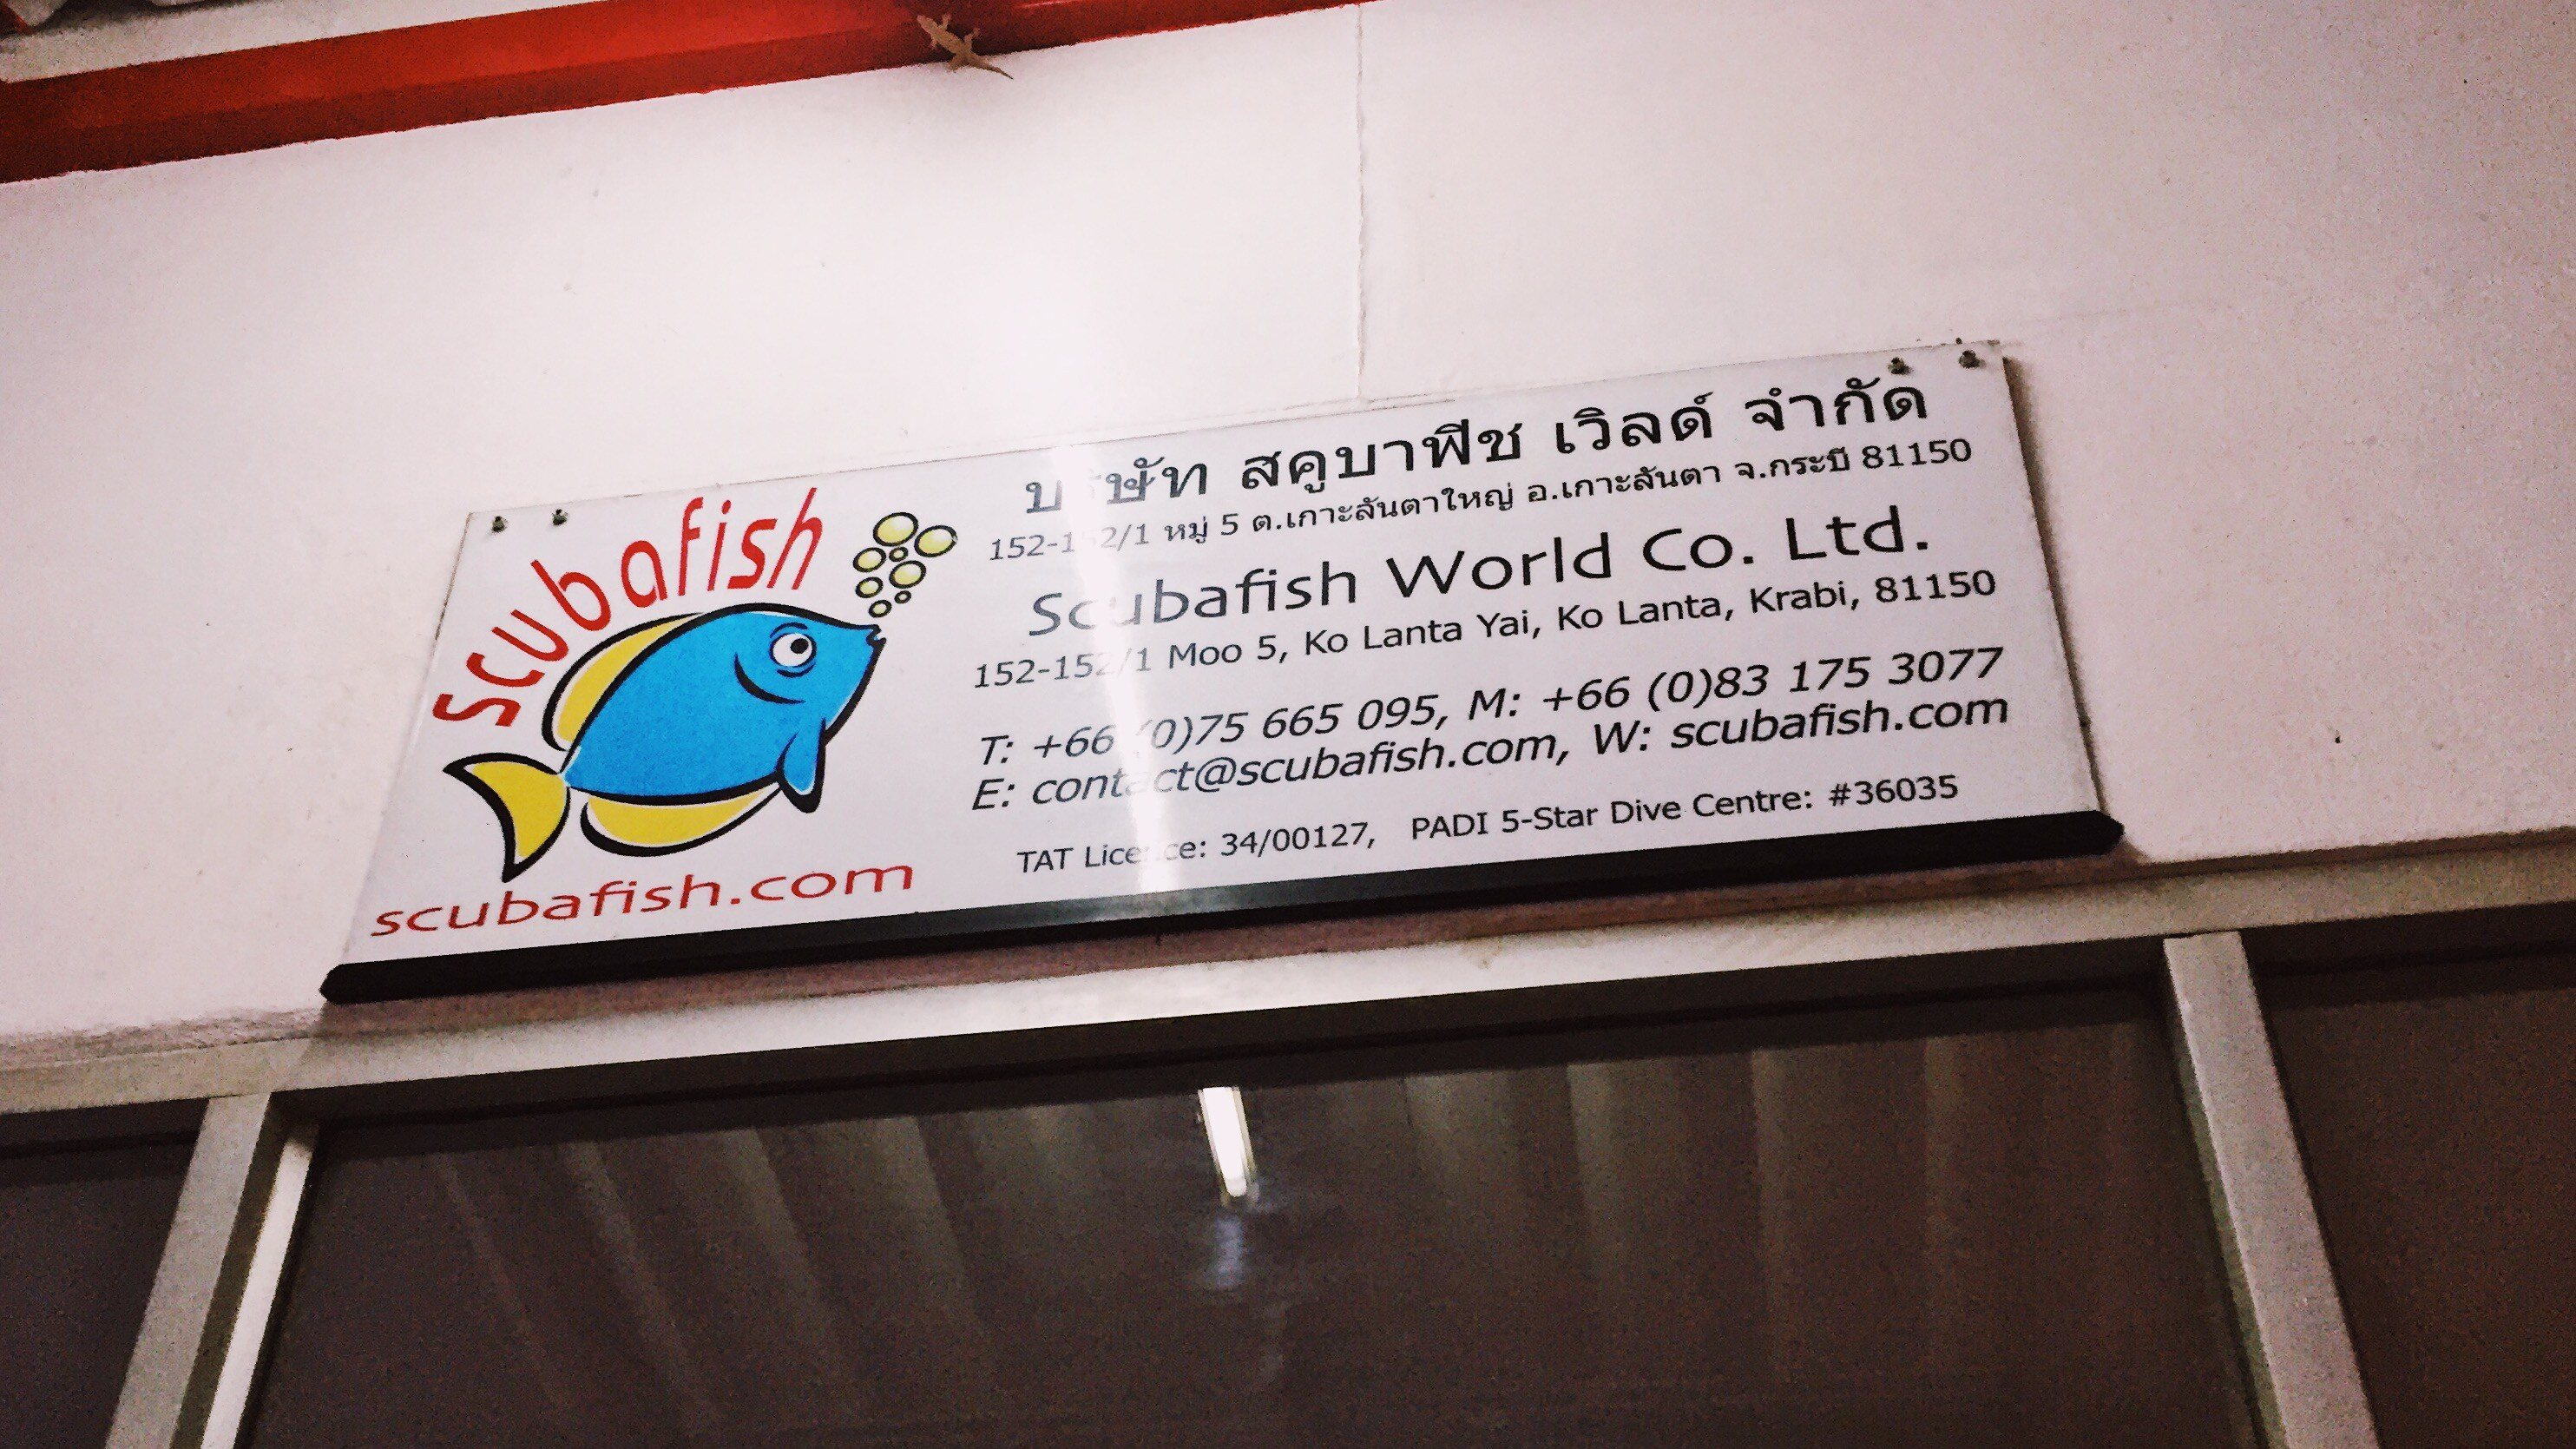 scubafish
scubafish.com
บริษัท สคูบาฟิช เวิลด์ จำกัด
152-152/1 หมู่ 5 ต.เกาะลันตาใหญ่ อ.เกาะลันตา จ.กระบี่ 81150
Scubafish World Co. Ltd.
152-152/1 Moo 5, Ko Lanta Yai, Ko Lanta, Krabi, 81150
T: +66 (0)75 665 095, M: +66 (0)83 175 3077
E: contact@scubafish.com, W: scubafish.com
TAT Licence: 34/00127, PADI 5-Star Dive Centre: #36035